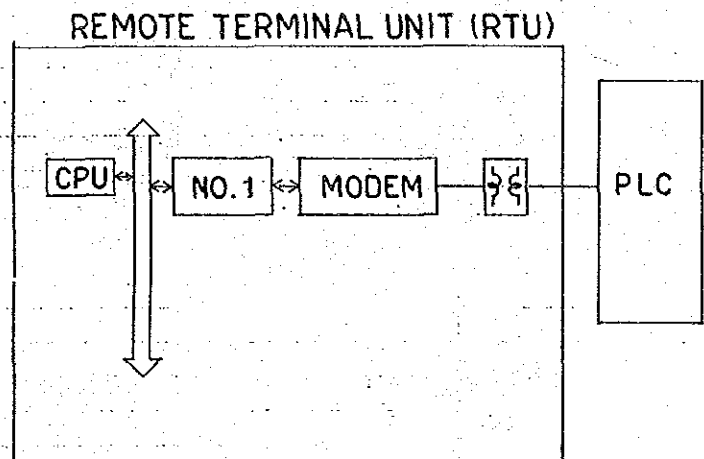 REMOTE TERMINAL UNIT (RTU)
CPU
NO.1
MODEM
PLC